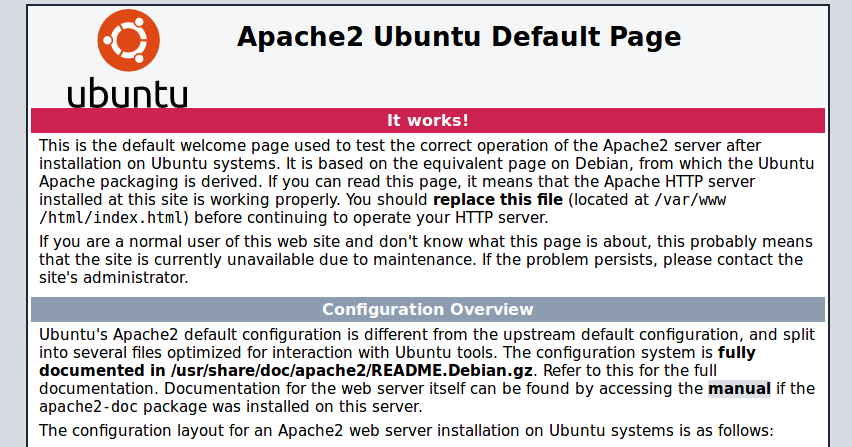 ubuntu
Apache2 Ubuntu Default Page
It works!
This is the default welcome page used to test the correct operation of the Apache2 server after
installation on Ubuntu systems. It is based on the equivalent page on Debian, from which the Ubuntu
Apache packaging is derived. If you can read this page, it means that the Apache HTTP server
installed at this site is working properly. You should replace this file (located at /var/www
/html/index.html) before continuing to operate your HTTP server.
If you are a normal user of this web site and don't know what this page is about, this probably means
that the site is currently unavailable due to maintenance. If the problem persists, please contact the
site's administrator.
Configuration Overview
Ubuntu's Apache2 default configuration is different from the upstream default configuration, and split
into several files optimized for interaction with Ubuntu tools. The configuration system is fully
documented in /usr/share/doc/apache2/README.Debian.gz. Refer to this for the full
documentation. Documentation for the web server itself can be found by accessing the manual if the
apache2-doc package was installed on this server.
The configuration layout for an Apache2 web server installation on Ubuntu systems is as follows: